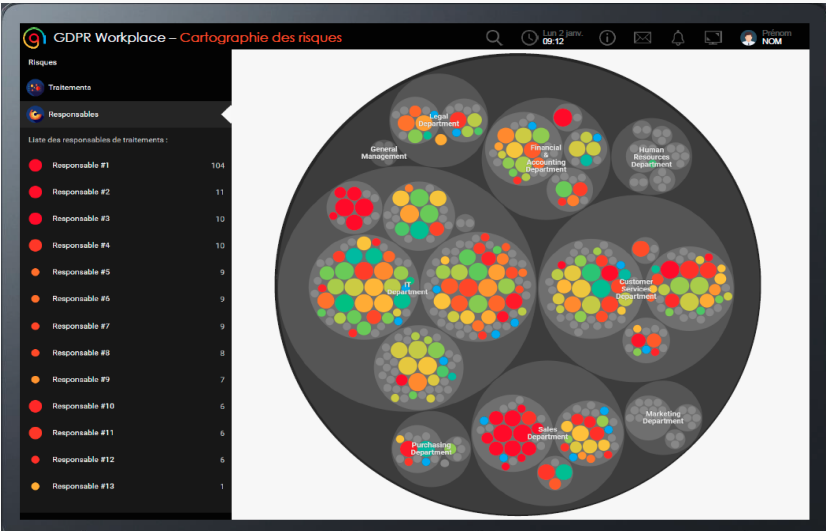 GDPR Workplace – Cartographie des risques
Lun 2 janv.
09:12
Prénom
NOM
Risques
Traitements
Responsables
Liste des responsables de traitements :
Responsable #1 104
Responsable #2 11
Responsable #3 10
Responsable #4 10
Responsable #5 9
Responsable #6 9
Responsable #7 9
Responsable #8 8
Responsable #9 7
Responsable #10 6
Responsable #11 6
Responsable #12 6
Responsable #13 1
Legal
Department
General
Management
Financial
&
Accounting
Department
Human
Resources
Department
IT
Department
Customer
Services
Department
Purchasing
Department
Sales
Department
Marketing
Department